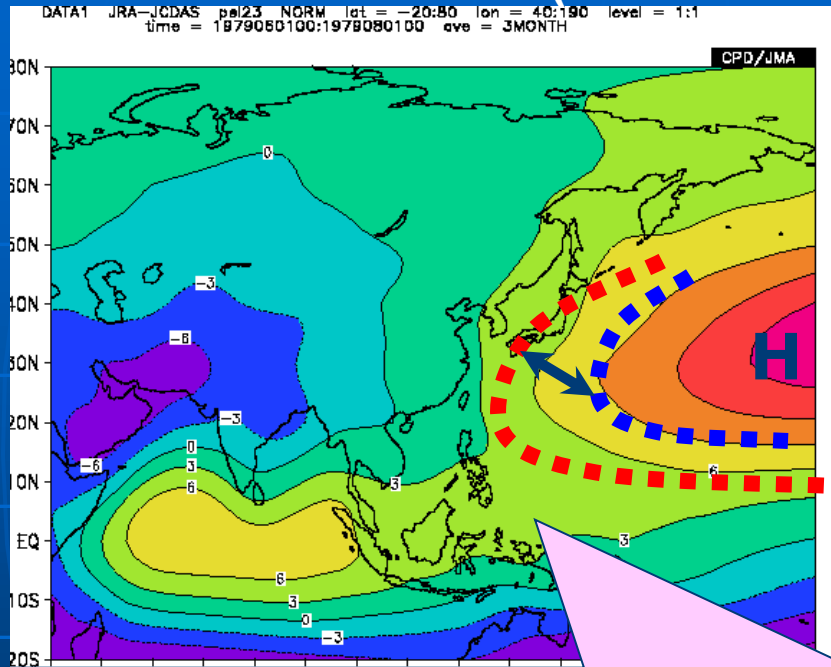 DATA1 JRA-JCDAS psi23 NORM lat = -20:80 lon = 40:190 level = 1:1
time = 1979060100:1979080100 ave = 3MONTH
CPD/JMA
80N
70N
0
60N
50N
-3
40N
-6
H
30N
-3
20N
0
3
-6
6
3
6
10N
EQ
3
6
10S
3
0
-3
20S